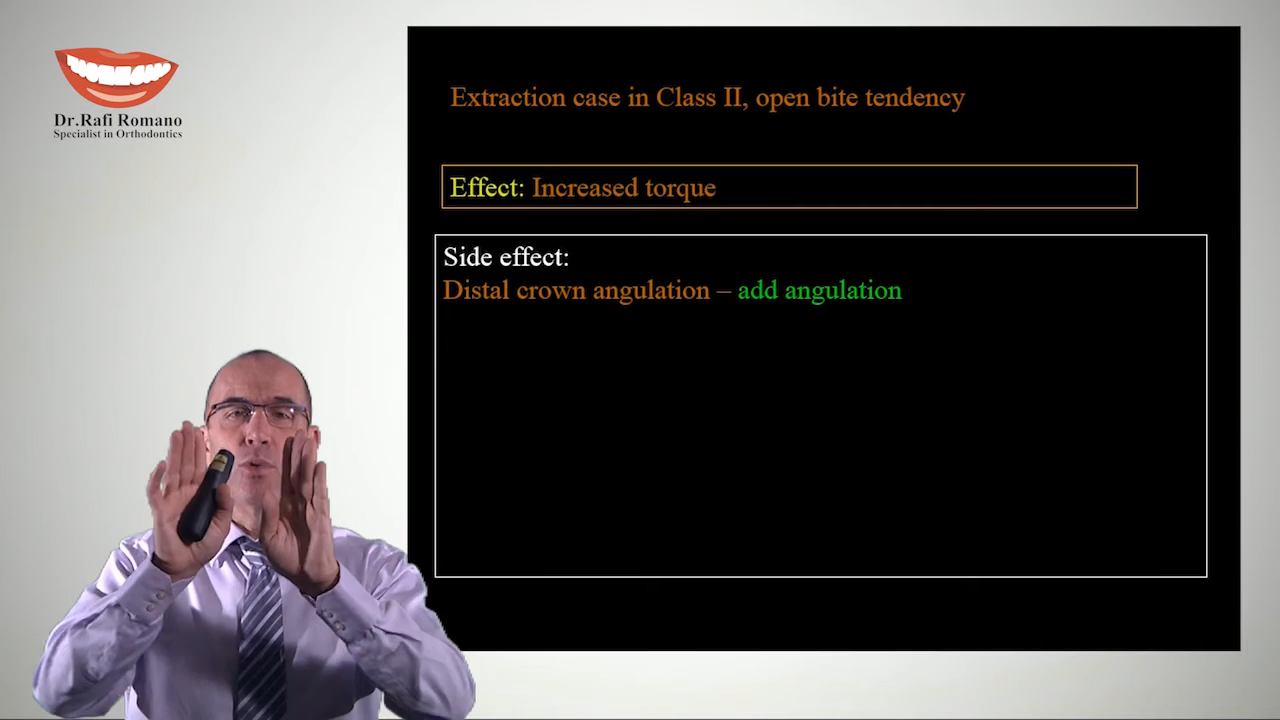 Dr.Rafi Romano
Specialist in Orthodontics
Extraction case in Class II, open bite tendency
Effect: Increased torque
Side effect:
Distal crown angulation – add angulation